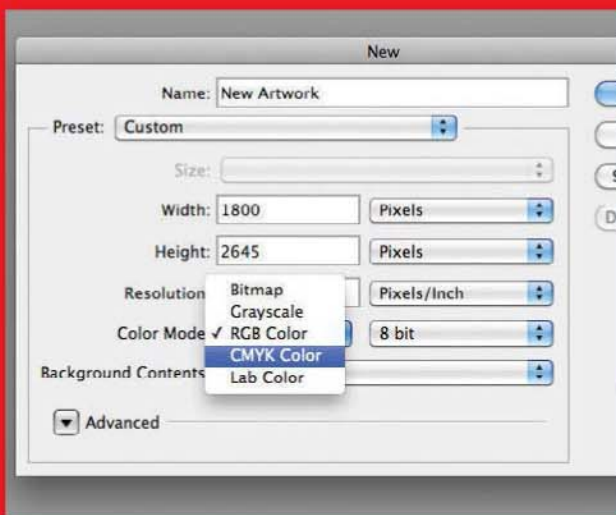 New
Name: New Artwork
Preset: Custom
Size:
Width: 1800 Pixels
Height: 2645 Pixels
Resolution Pixels/Inch
Bitmap
Grayscale
Color Mode ✓ RGB Color 8 bit
CMYK Color
Background Contents
Lab Color
Advanced